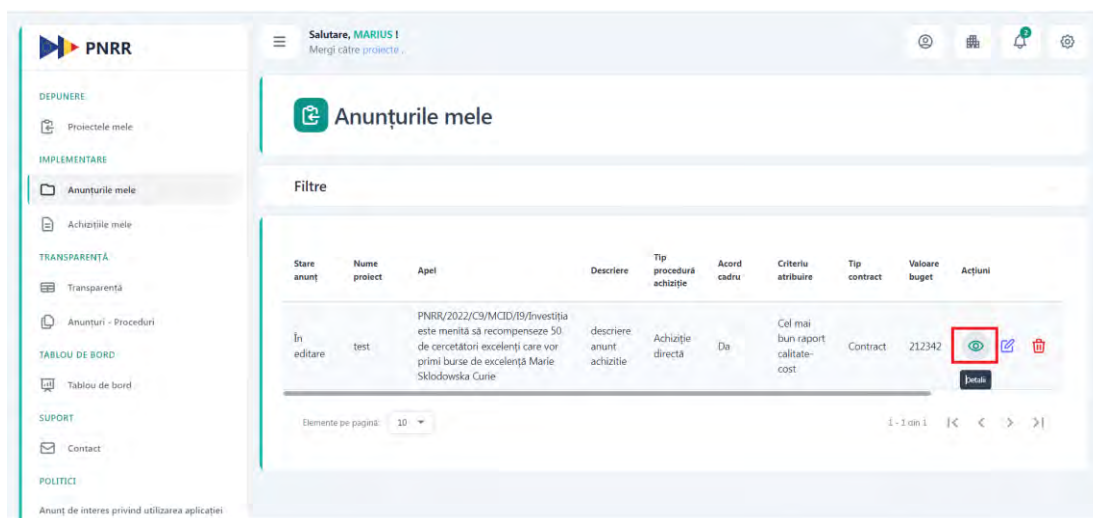 PNRR
Salutare, MARIUS !
Mergi către proiecte .
2
DEPUNERE
Proiectele mele
IMPLEMENTARE
Anunțurile mele
Achizițiile mele
TRANSPARENȚĂ
Transparență
Anunțuri - Proceduri
TABLOU DE BORD
Tablou de bord
SUPORT
Contact
POLITICI
Anunț de interes privind utilizarea aplicației
Anunțurile mele
Filtre
Stare anunț
Nume proiect
Apel
Descriere
Tip procedură achiziție
Acord cadru
Criteriu atribuire
Tip contract
Valoare buget
Acțiuni
În editare
test
PNRR/2022/C9/MCID/I9/Investiția
este menită să recompenseze 50
de cercetători excelenți care vor
primi burse de excelență Marie
Sklodowska Curie
descriere anunt achizitie
Achiziție directă
Da
Cel mai bun raport calitate-cost
Contract
212342
Detalii
Elemente pe pagină: 10
1 - 1 din 1